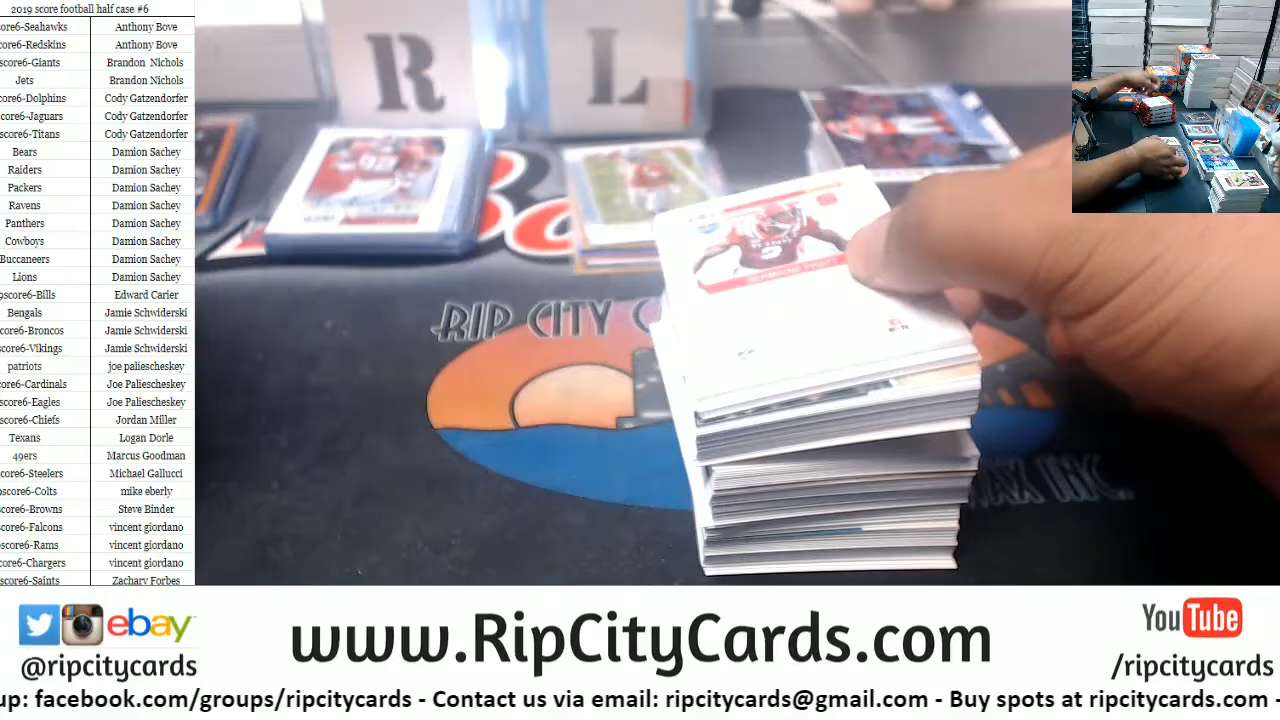 2019 score football half case #6
core6-Seahawks Anthony Bove
core6-Redskins Anthony Bove
score6-Giants Brandon Nichols
Jets Brandon Nichols
core6-Dolphins Cody Gatzendorfer
core6-Jaguars Cody Gatzendorfer
score6-Titans Cody Gatzendorfer
Bears Damion Sachey
Raiders Damion Sachey
Packers Damion Sachey
Ravens Damion Sachey
Panthers Damion Sachey
Cowboys Damion Sachey
Buccaneers Damion Sachey
Lions Damion Sachey
9score6-Bills Edward Carier
Bengals Jamie Schwiderski
score6-Broncos Jamie Schwiderski
score6-Vikings Jamie Schwiderski
patriots joe paliescheskey
core6-Cardinals Joe Paliescheskey
score6-Eagles Joe Paliescheskey
score6-Chiefs Jordan Miller
Texans Logan Dorle
49ers Marcus Goodman
score6-Steelers Michael Gallucci
score6-Colts mike eberly
score6-Browns Steve Binder
score6-Falcons vincent giordano
score6-Rams vincent giordano
core6-Chargers vincent giordano
score6-Saints Zachary Forbes
R L
RIP CITY C
ebay
@ripcitycards
www.RipCityCards.com
YouTube
/ripcitycards
up: facebook.com/groups/ripcitycards - Contact us via email: ripcitycards@gmail.com - Buy spots at ripcitycards.com -